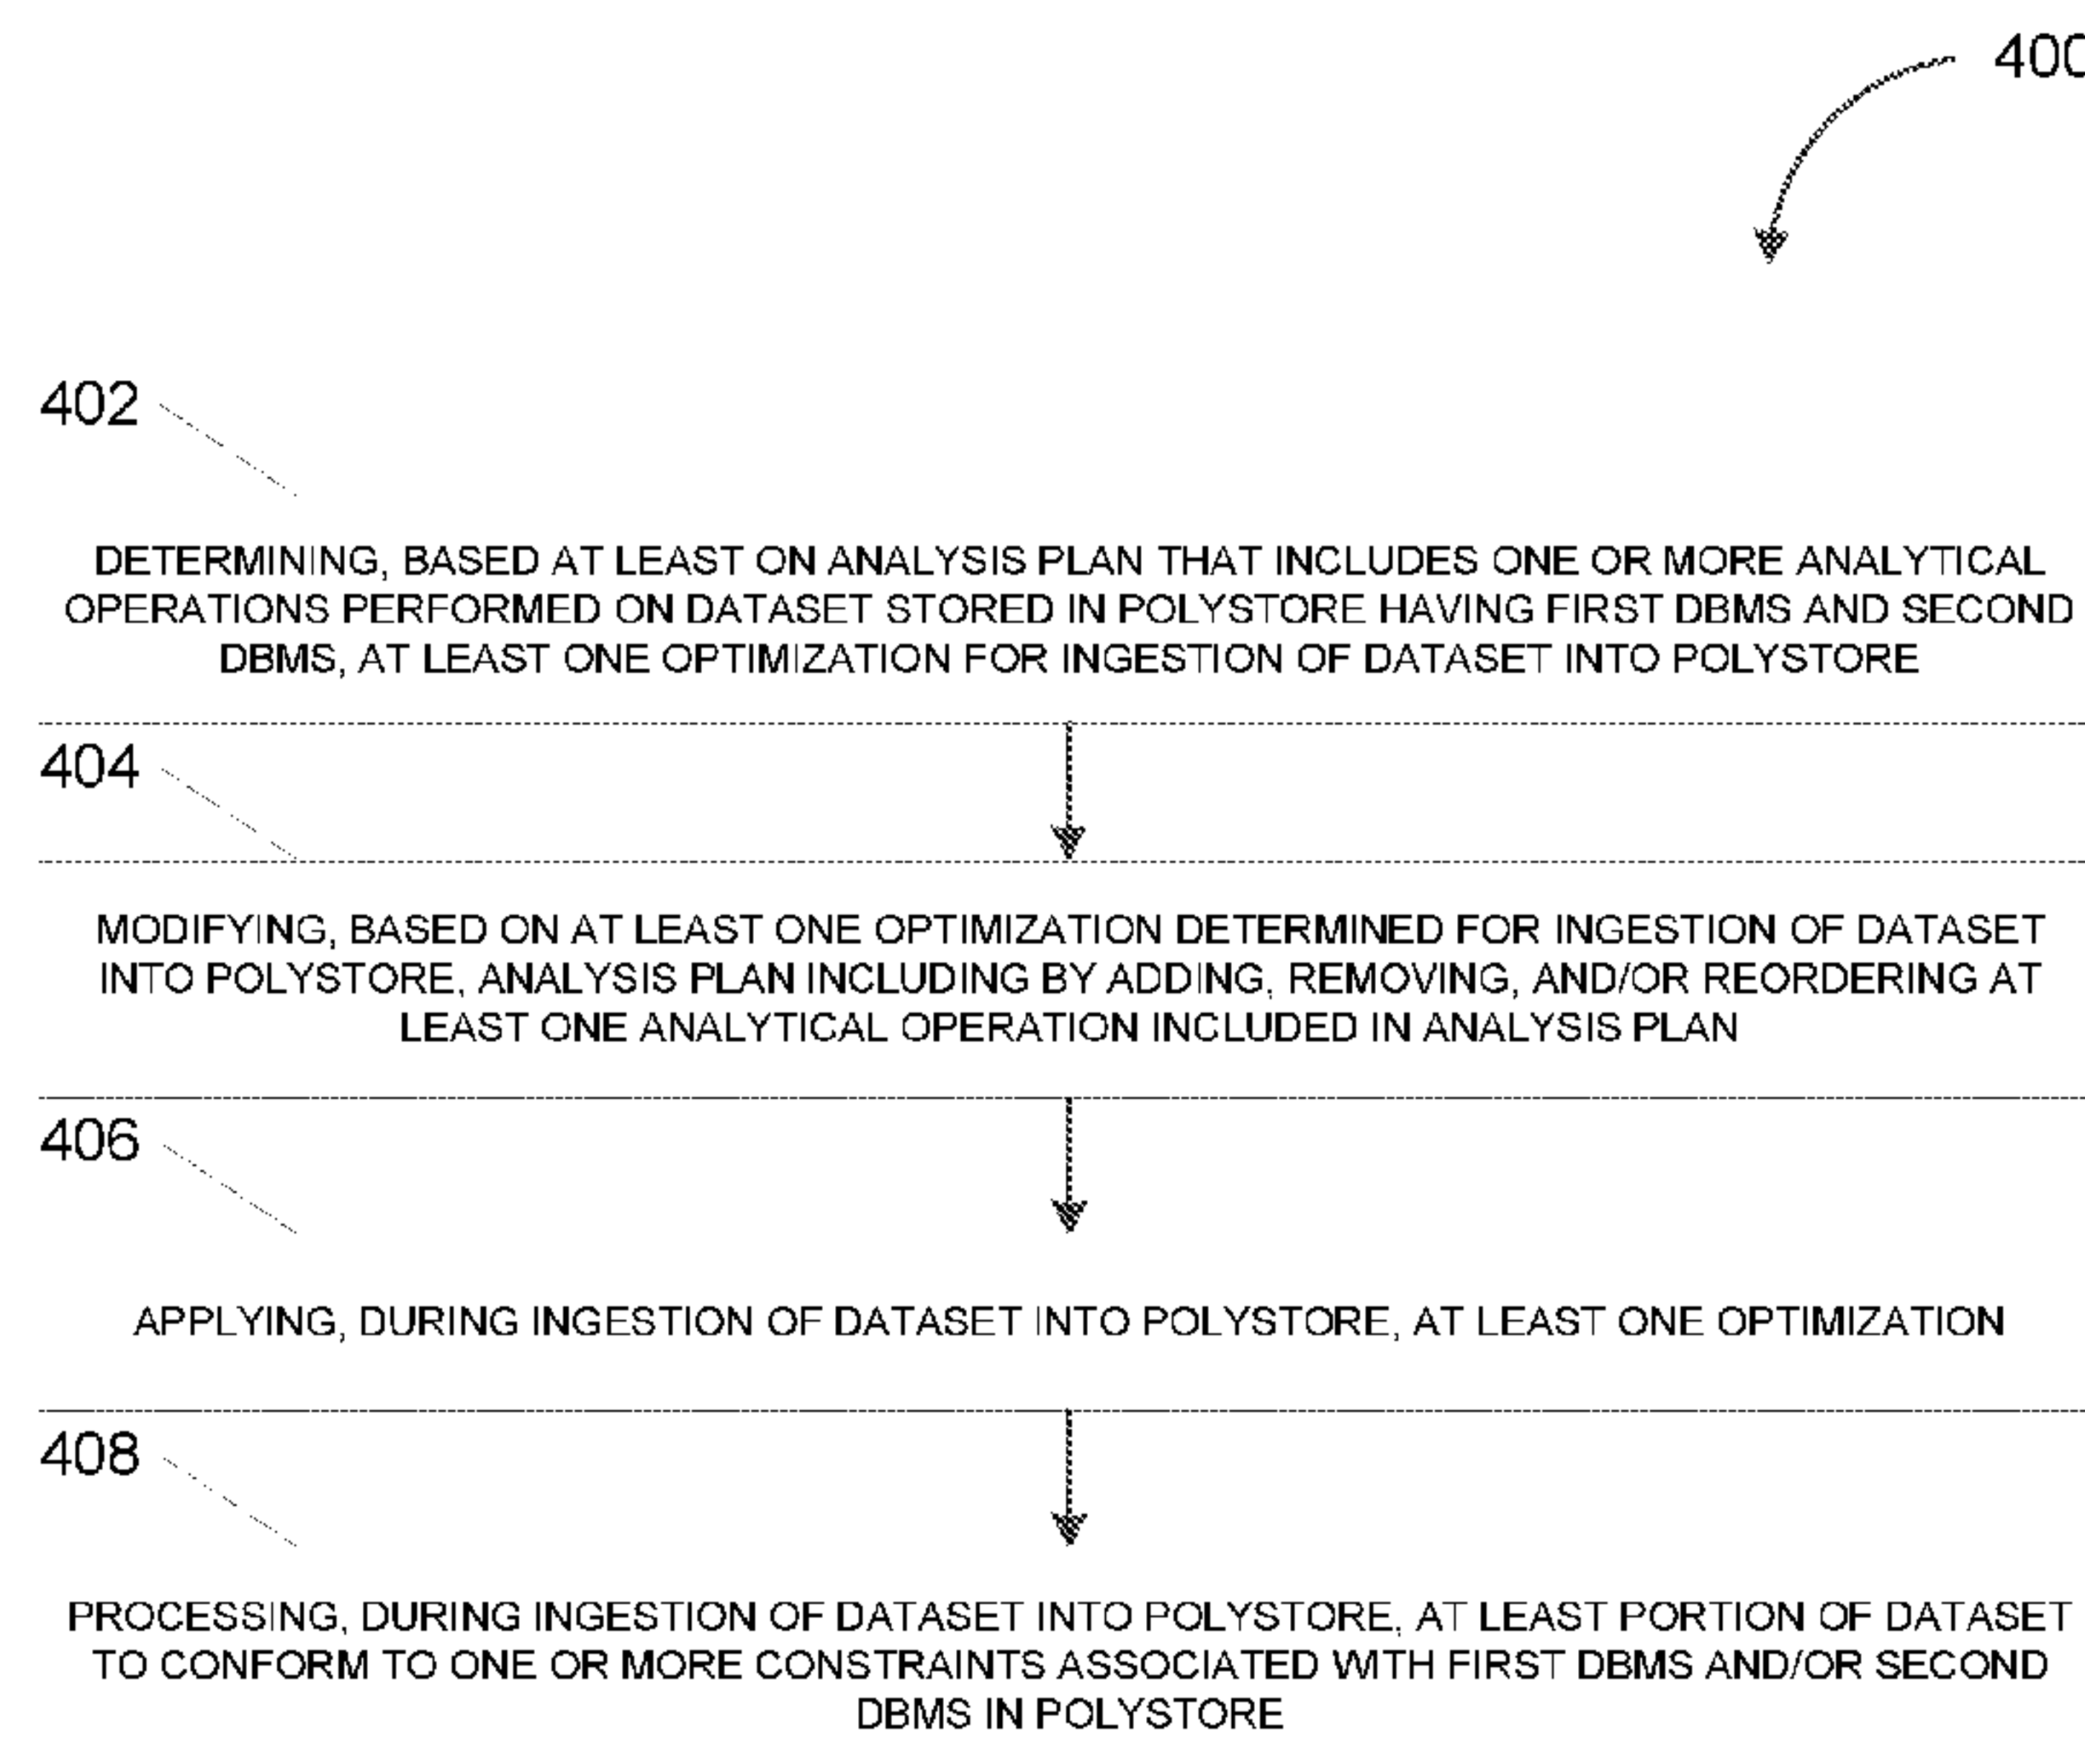 400
402
DETERMINING, BASED AT LEAST ON ANALYSIS PLAN THAT INCLUDES ONE OR MORE ANALYTICAL
OPERATIONS PERFORMED ON DATASET STORED IN POLYSTORE HAVING FIRST DBMS AND SECOND
DBMS, AT LEAST ONE OPTIMIZATION FOR INGESTION OF DATASET INTO POLYSTORE
404
MODIFYING, BASED ON AT LEAST ONE OPTIMIZATION DETERMINED FOR INGESTION OF DATASET
INTO POLYSTORE, ANALYSIS PLAN INCLUDING BY ADDING, REMOVING, AND/OR REORDERING AT
LEAST ONE ANALYTICAL OPERATION INCLUDED IN ANALYSIS PLAN
406
APPLYING, DURING INGESTION OF DATASET INTO POLYSTORE, AT LEAST ONE OPTIMIZATION
408
PROCESSING, DURING INGESTION OF DATASET INTO POLYSTORE, AT LEAST PORTION OF DATASET
TO CONFORM TO ONE OR MORE CONSTRAINTS ASSOCIATED WITH FIRST DBMS AND/OR SECOND
DBMS IN POLYSTORE